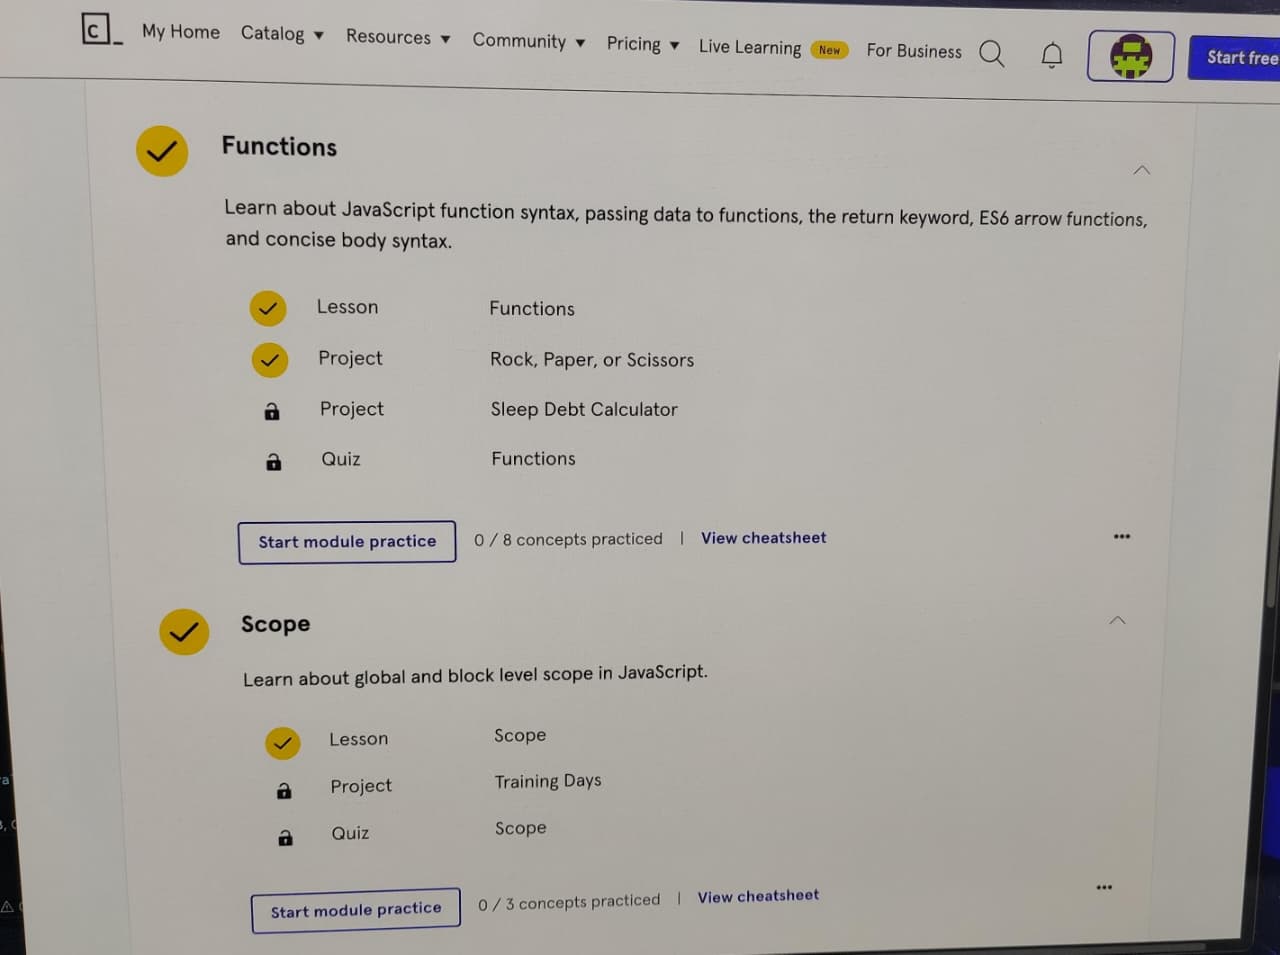 C_ My Home Catalog Resources Community Pricing Live Learning New For Business Start free
Functions
Learn about JavaScript function syntax, passing data to functions, the return keyword, ES6 arrow functions,
and concise body syntax.
Lesson Functions
Project Rock, Paper, or Scissors
Project Sleep Debt Calculator
Quiz Functions
Start module practice 0 / 8 concepts practiced | View cheatsheet
Scope
Learn about global and block level scope in JavaScript.
Lesson Scope
Project Training Days
Quiz Scope
Start module practice 0 / 3 concepts practiced | View cheatsheet